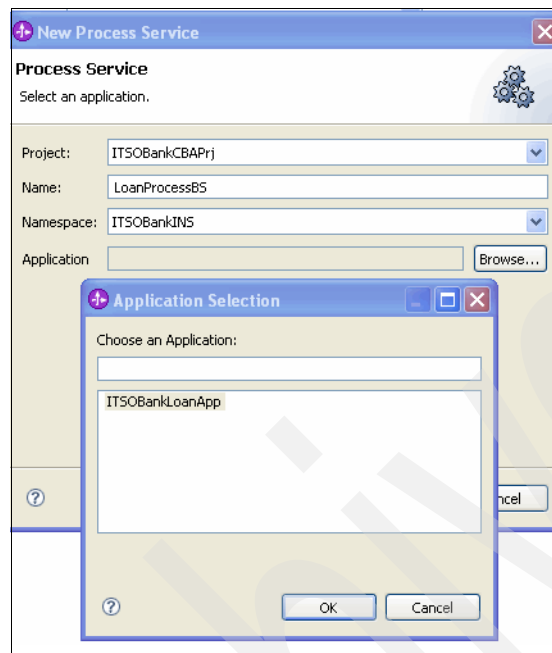 New Process Service
Process Service
Select an application.
Project: ITSOBankCBAPrj
Name: LoanProcessBS
Namespace: ITSOBankINS
Application Browse...
Application Selection
Choose an Application:
ITSOBankLoanApp
OK Cancel